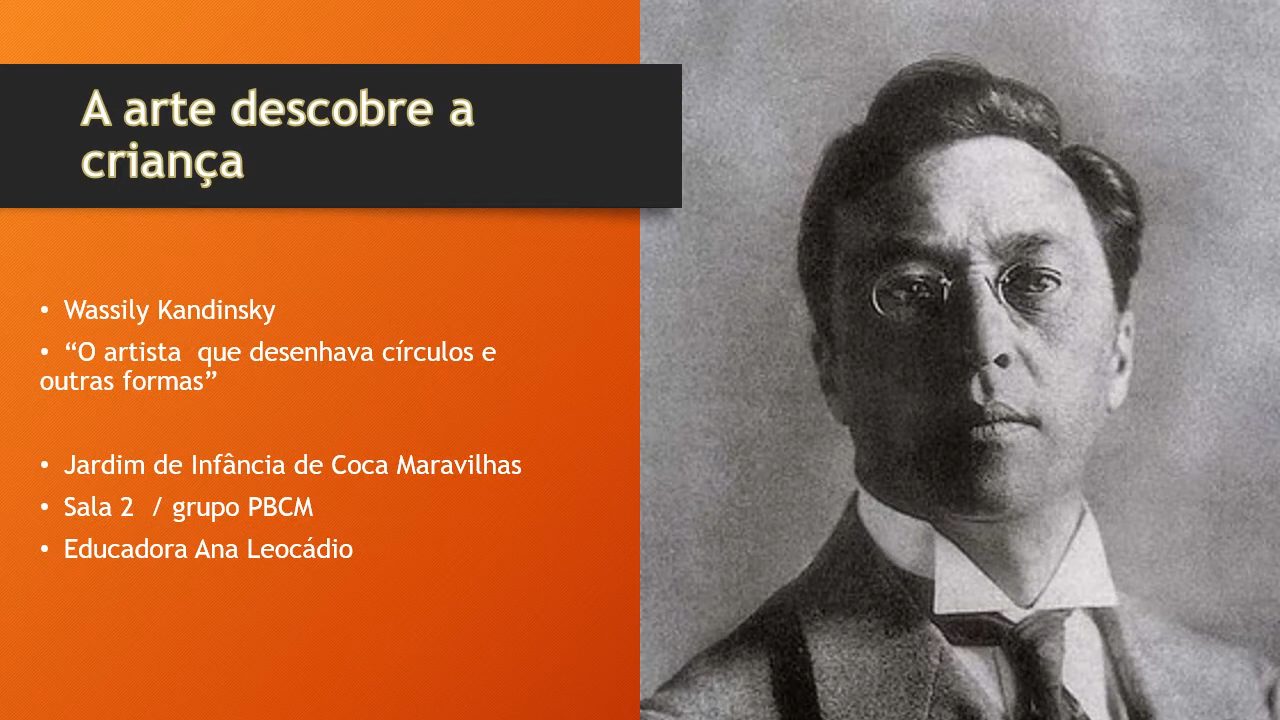 A arte descobre a
criança
• Wassily Kandinsky
• “O artista  que desenhava círculos e
outras formas”
• Jardim de Infância de Coca Maravilhas
• Sala 2  / grupo PBCM
• Educadora Ana Leocádio